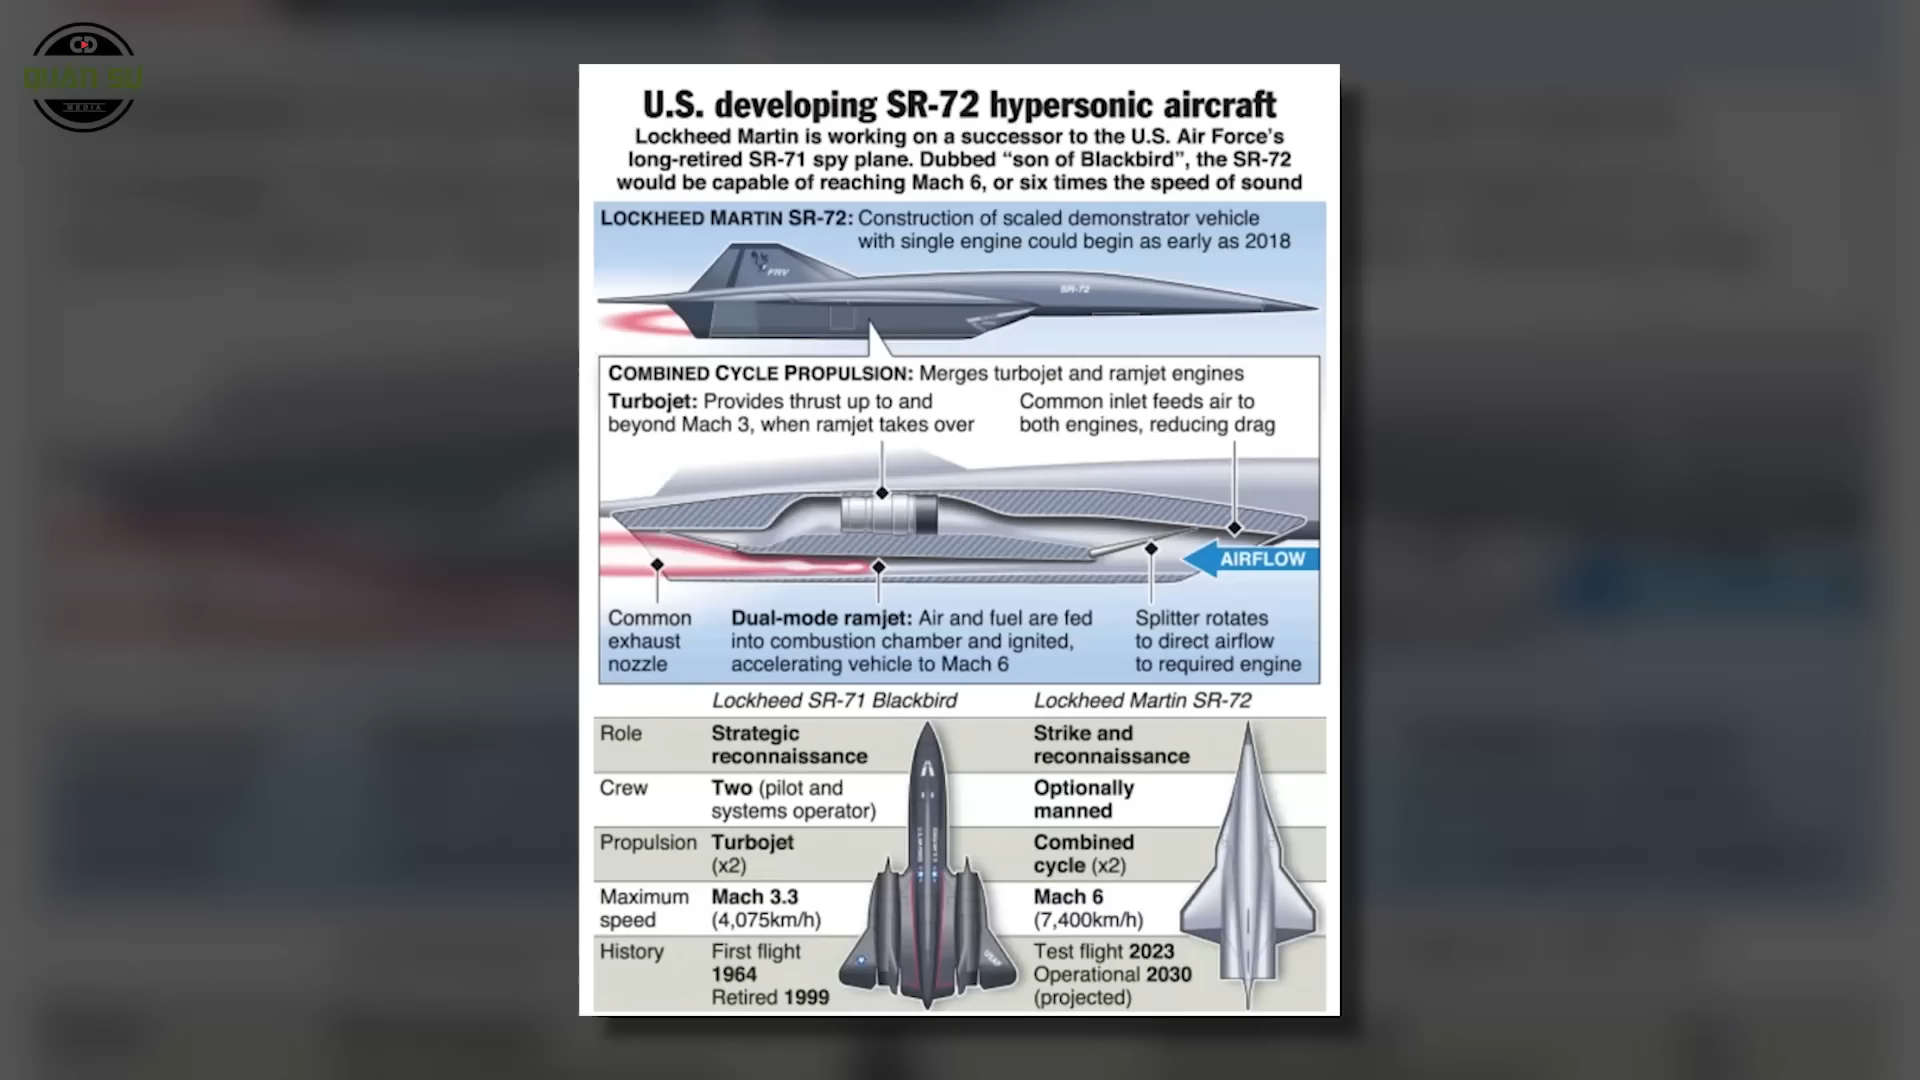 CD
QUÂN SỰ
MEDIA
U.S. developing SR-72 hypersonic aircraft
Lockheed Martin is working on a successor to the U.S. Air Force's
long-retired SR-71 spy plane. Dubbed “son of Blackbird”, the SR-72
would be capable of reaching Mach 6, or six times the speed of sound
LOCKHEED MARTIN SR-72: Construction of scaled demonstrator vehicle
with single engine could begin as early as 2018
FRV
SR-72
COMBINED CYCLE PROPULSION: Merges turbojet and ramjet engines
Turbojet: Provides thrust up to and
beyond Mach 3, when ramjet takes over
Common inlet feeds air to
both engines, reducing drag
AIRFLOW
Common
exhaust
nozzle
Dual-mode ramjet: Air and fuel are fed
into combustion chamber and ignited,
accelerating vehicle to Mach 6
Splitter rotates
to direct airflow
to required engine
Lockheed SR-71 Blackbird
Lockheed Martin SR-72
Role
Strategic
reconnaissance
Strike and
reconnaissance
Crew
Two (pilot and
systems operator)
Optionally
manned
Propulsion
Turbojet
(x2)
Combined
cycle (x2)
Maximum
speed
Mach 3.3
(4,075km/h)
Mach 6
(7,400km/h)
History
First flight
1964
Retired 1999
Test flight 2023
Operational 2030
(projected)
USAF